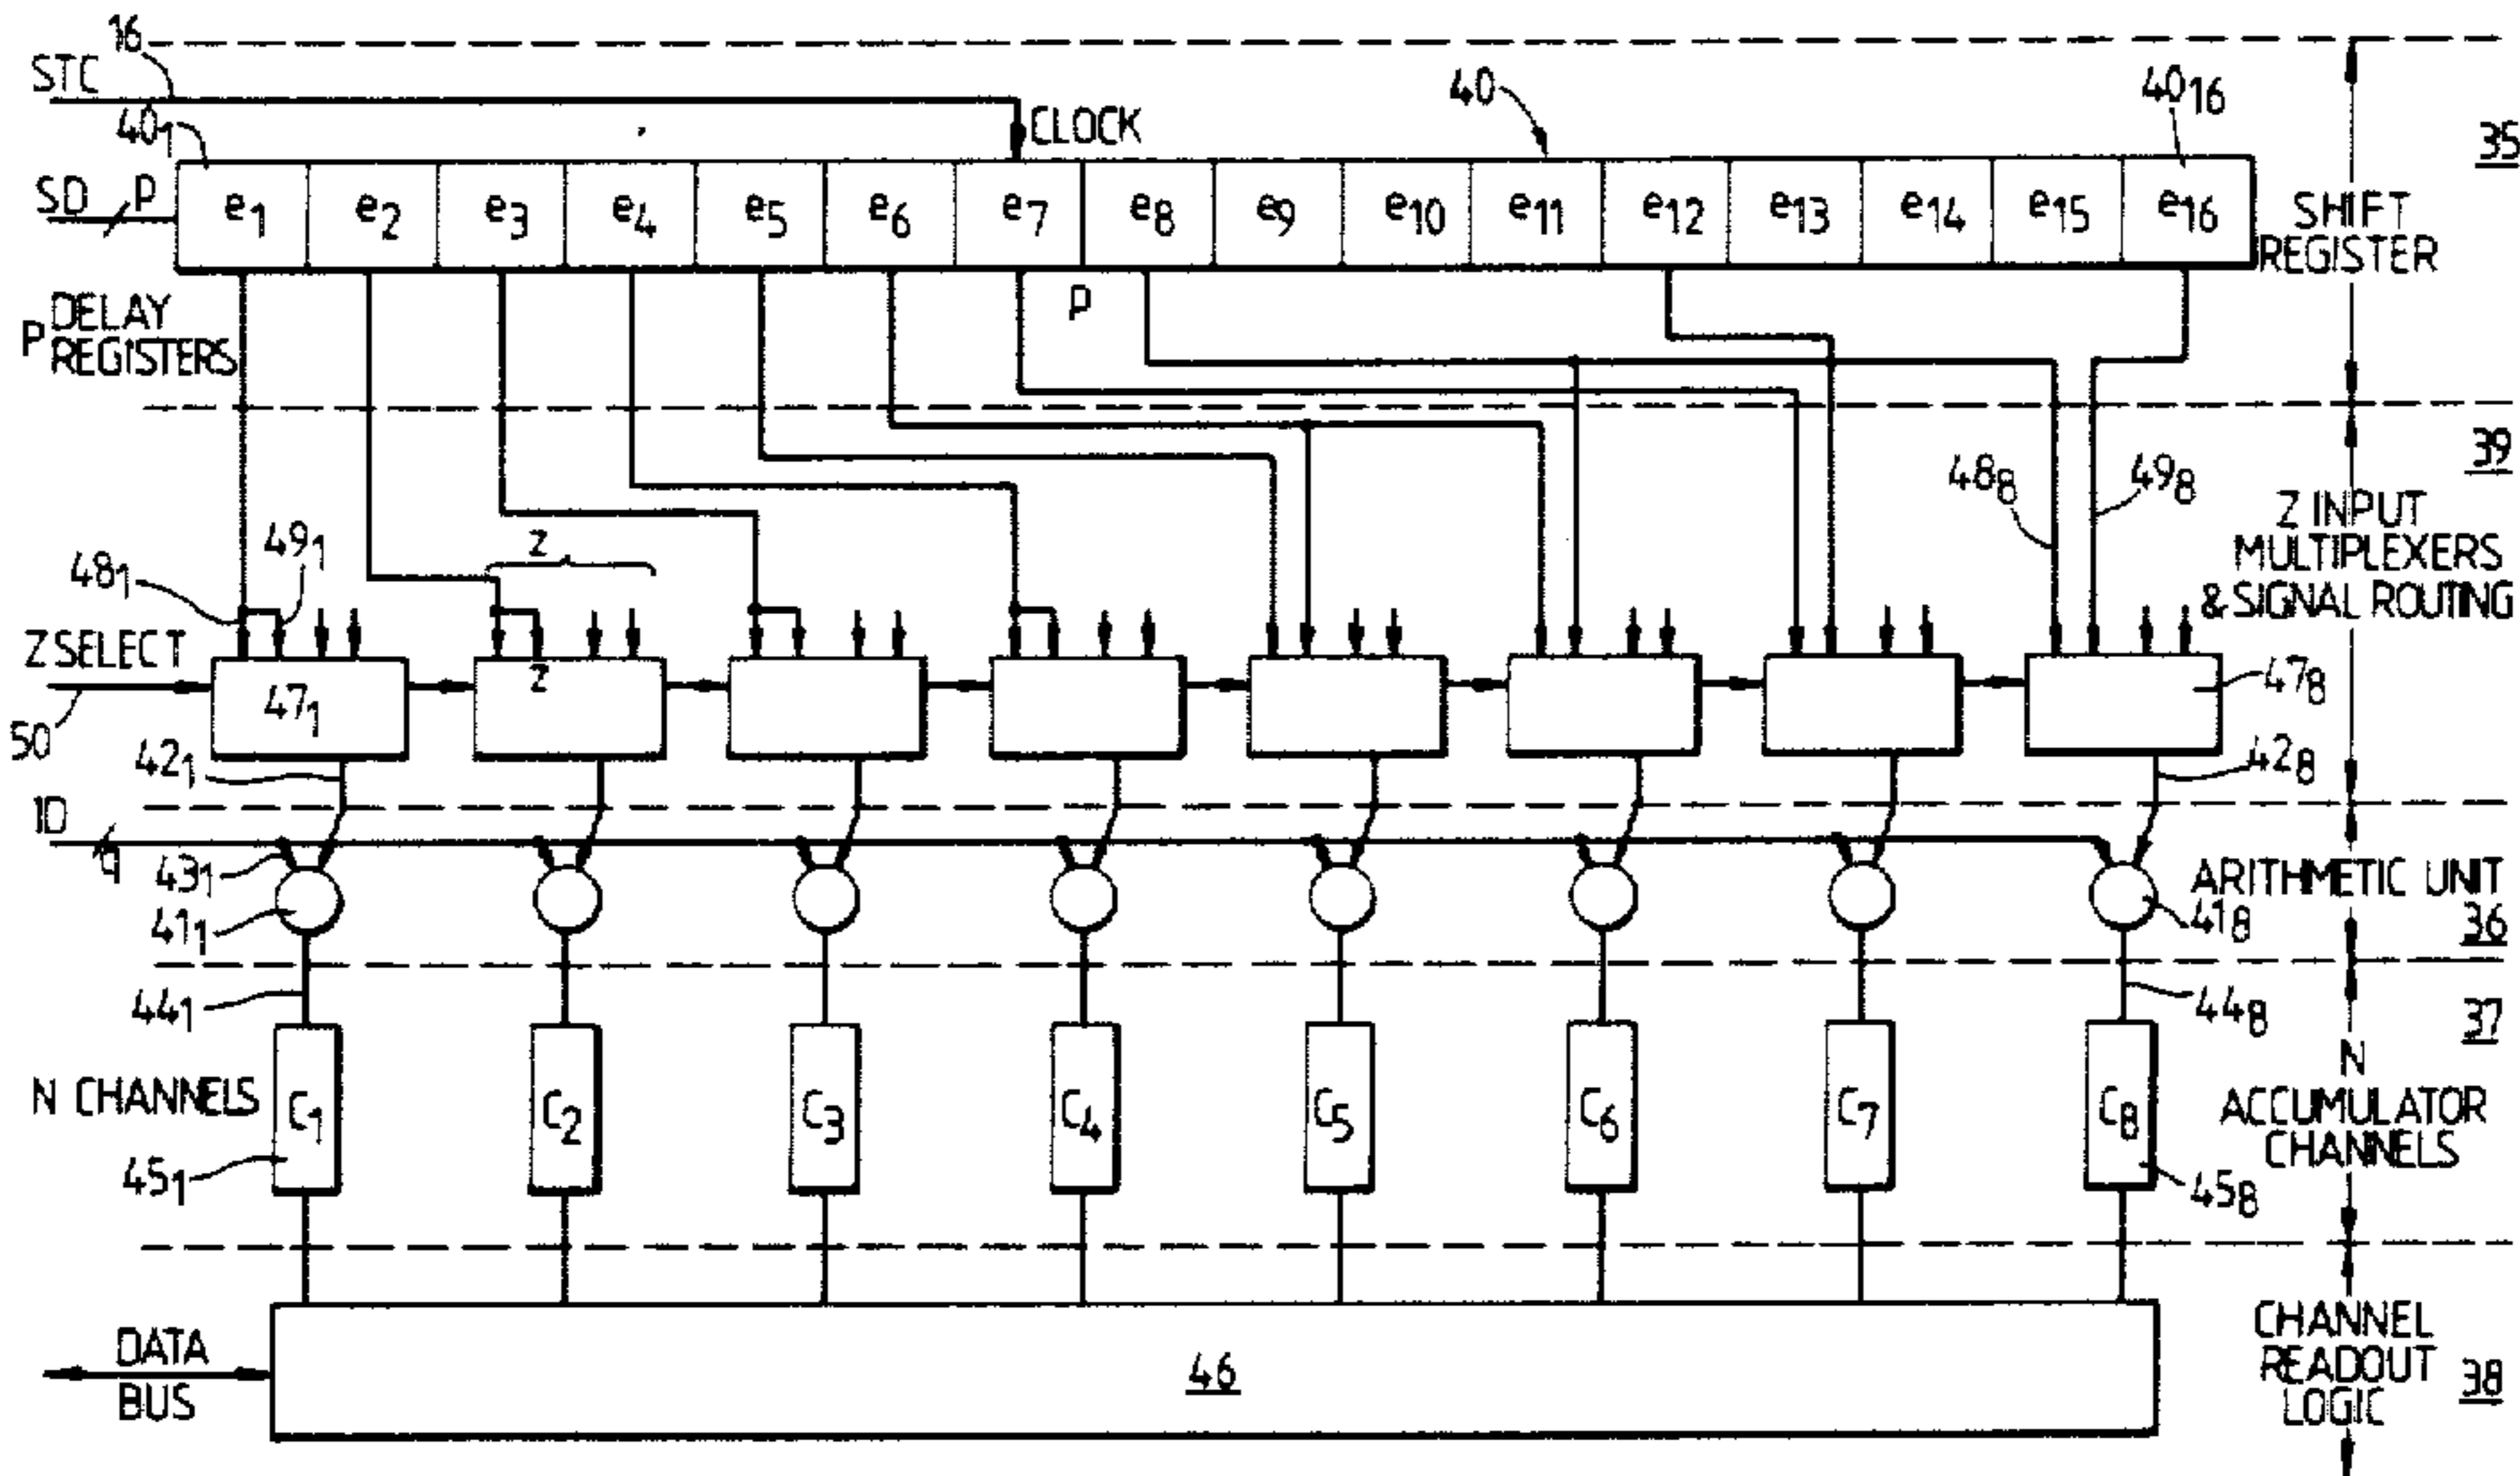 16
STC
40₁
CLOCK
40
40₁₆
35
SD
P
e₁ e₂ e₃ e₄ e₅ e₆ e₇ e₈ e₉ e₁₀ e₁₁ e₁₂ e₁₃ e₁₄ e₁₅ e₁₆
SHIFT
REGISTER
P DELAY
REGISTERS
P
39
48₈
49₈
Z INPUT
MULTIPLEXERS
& SIGNAL ROUTING
48₁
49₁
Z
Z SELECT
50
47₁
Z
47₈
42₁
42₈
1D
q
43₁
41₁
41₈
ARITHMETIC UNIT
36
44₁
44₈
37
N CHANNELS
C₁ C₂ C₃ C₄ C₅ C₆ C₇ C₈
N
ACCUMULATOR
CHANNELS
45₁
45₈
DATA
BUS
46
CHANNEL
READOUT
LOGIC
38